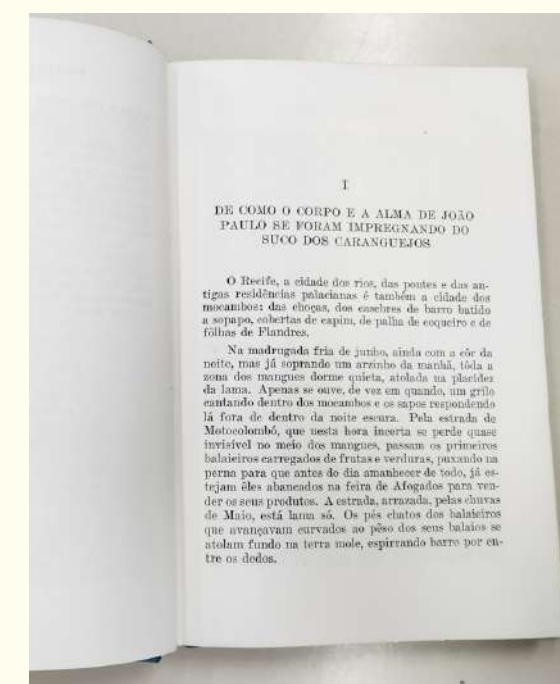 I
DE COMO O CORPO E A ALMA DE JOÃO
PAULO SE FORAM IMPREGNANDO DO
SUCO DOS CARANGUEJOS
O Recife, a cidade dos rios, das pontes e das an-
tigas residências palacianas é também a cidade dos
mocambos: das choças, dos casebres de barro batido
a sopapo, cobertas de capim, de palha de coqueiro e de
fôlhas de Flandres.
Na madrugada fria de junho, ainda com a côr da
noite, mas já soprando um arzinho da manhã, tôda a
zona dos mangues dorme quieta, atolada na placidez
da lama. Apenas se ouve, de vez em quando, um grilo
cantando dentro dos mocambos e os sapos respondendo
lá fora de dentro da noite escura. Pela estrada de
Motocolombó, que nesta hora incerta se perde quase
invisível no meio dos mangues, passam os primeiros
balaieiros carregados de frutas e verduras, puxando na
perna para que antes do dia amanhecer de todo, já es-
tejam êles abancados na feira de Afogados para ven-
der os seus produtos. A estrada, arrazada, pelas chuvas
de Maio, está lama só. Os pés chatos dos balaieiros
que avançavam curvados ao pêso dos seus balaios se
atolam fundo na terra mole, espirrando barro por en-
tre os dedos.